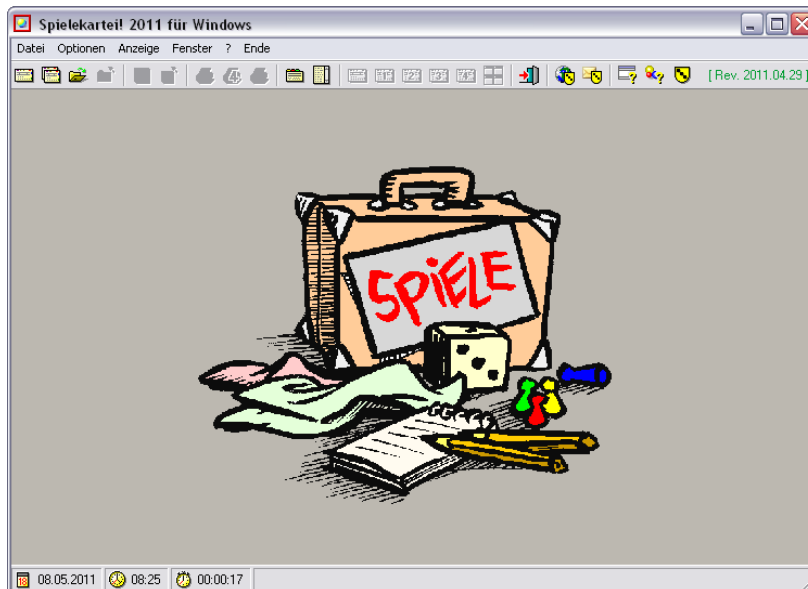 Spielekartei! 2011 für Windows
Datei Optionen Anzeige Fenster ? Ende
[ Rev. 2011.04.29 ]
SPiELE
08.05.2011 08:25 00:00:17